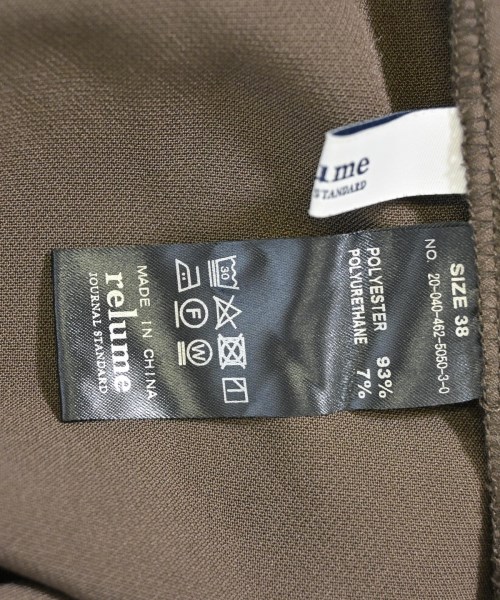 SIZE 38
NO. 20-040-462-5050-3-0
POLYESTER 93%
POLYURETHANE 7%
30
F W
MADE IN CHINA
relume
JOURNAL STANDARD
ume
STANDARD